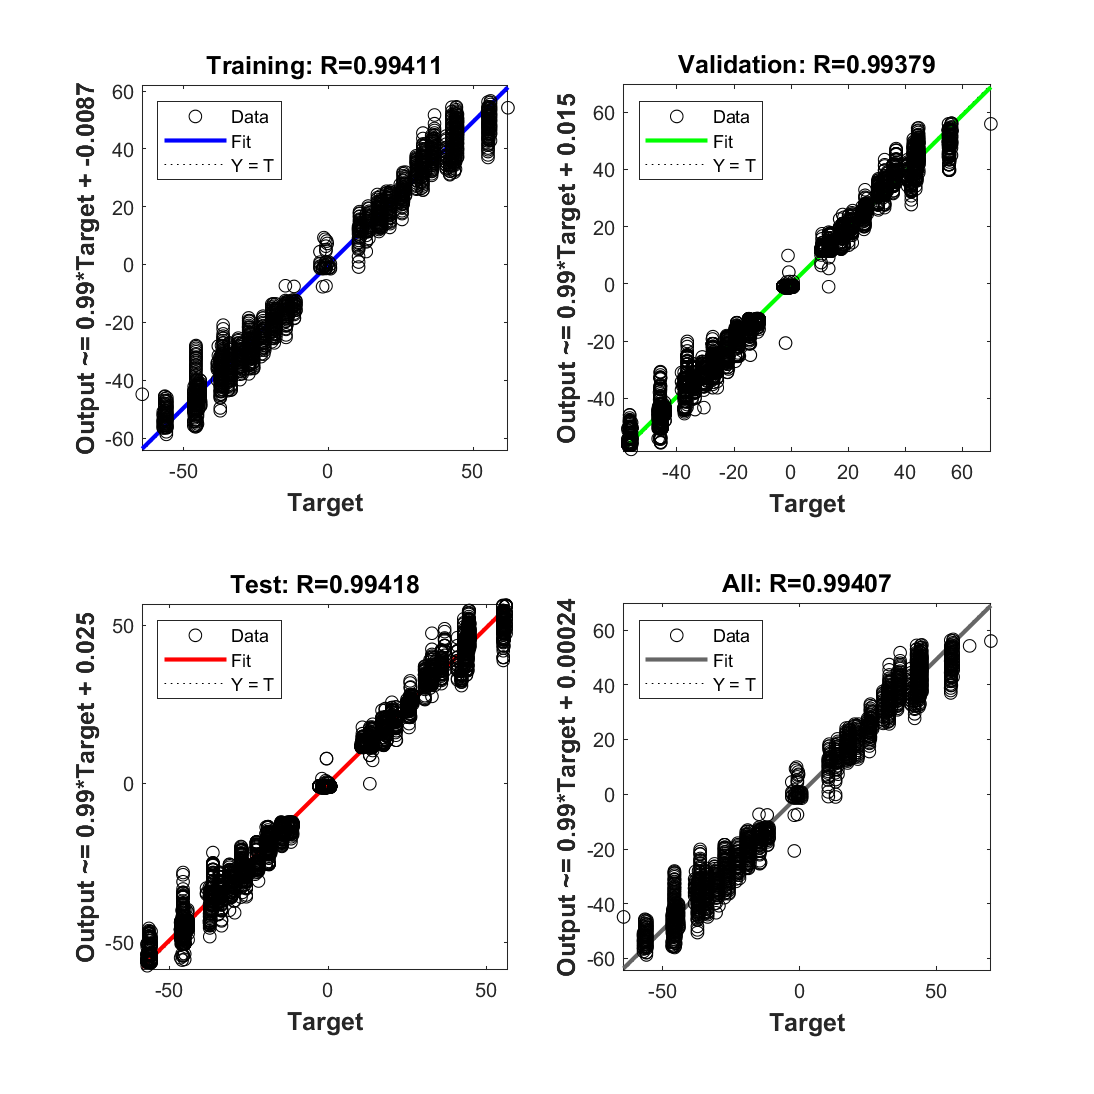 Training: R=0.99411
Output ~= 0.99*Target + -0.0087
Data
Fit
Y = T
60
40
20
0
-20
-40
-60
-50
0
50
Target
Validation: R=0.99379
Output ~= 0.99*Target + 0.015
Data
Fit
Y = T
60
40
20
0
-20
-40
-40
-20
0
20
40
60
Target
Test: R=0.99418
Output ~= 0.99*Target + 0.025
Data
Fit
Y = T
50
0
-50
-50
0
50
Target
All: R=0.99407
Output ~= 0.99*Target + 0.00024
Data
Fit
Y = T
60
40
20
0
-20
-40
-60
-50
0
50
Target